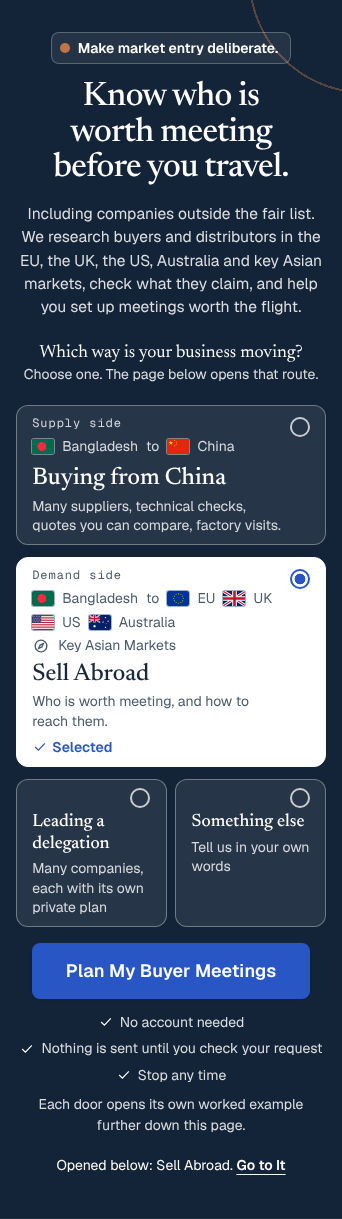 Make market entry deliberate.
Know who is
worth meeting
before you travel.
Including companies outside the fair list.
We research buyers and distributors in the
EU, the UK, the US, Australia and key Asian
markets, check what they claim, and help
you set up meetings worth the flight.
Which way is your business moving?
Choose one. The page below opens that route.
Supply side
Bangladesh to China
Buying from China
Many suppliers, technical checks,
quotes you can compare, factory visits.
Demand side
Bangladesh to EU UK
US Australia
Key Asian Markets
Sell Abroad
Who is worth meeting, and how to
reach them.
Selected
Leading a
delegation
Many companies,
each with its own
private plan
Something else
Tell us in your own
words
Plan My Buyer Meetings
No account needed
Nothing is sent until you check your request
Stop any time
Each door opens its own worked example
further down this page.
Opened below: Sell Abroad. Go to It